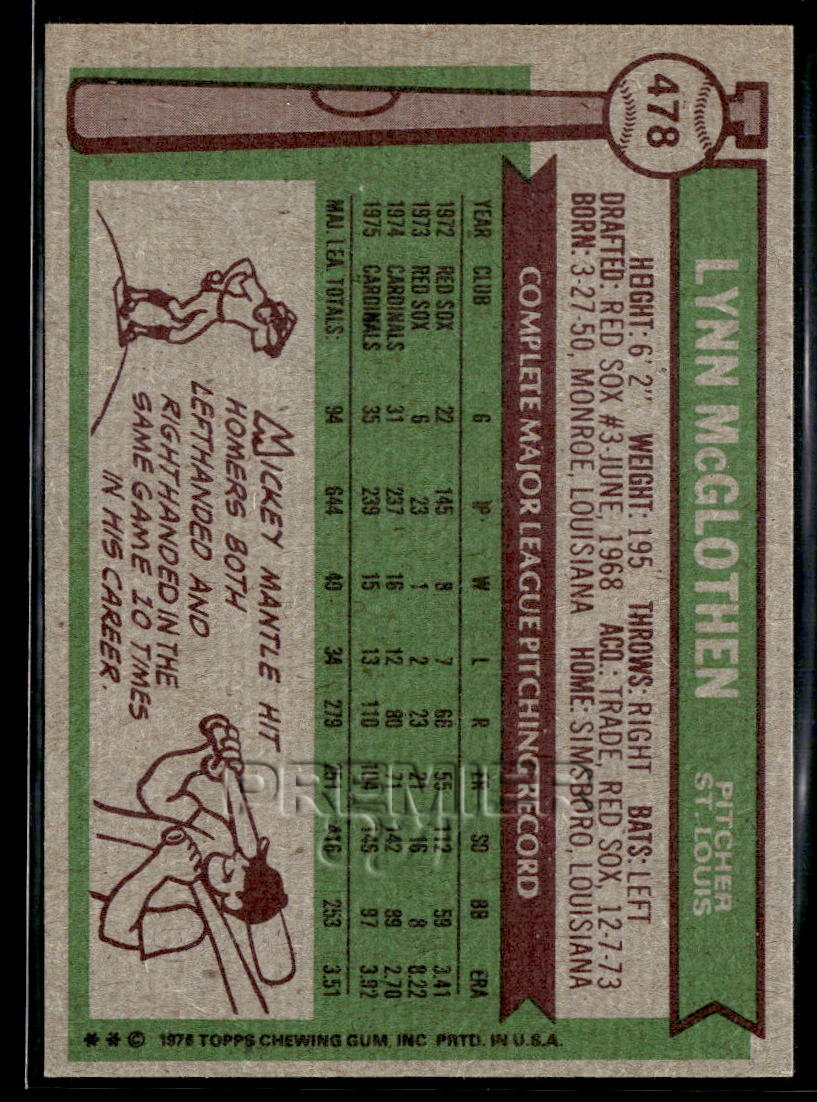 478
LYNN McGLOTHEN
PITCHER
ST. LOUIS
HEIGHT: 6' 2" WEIGHT: 195 THROWS: RIGHT BATS: LEFT
DRAFTED: RED SOX #3-JUNE, 1968 ACQ.: TRADE, RED SOX, 12-7-73
BORN: 3-27-50, MONROE, LOUISIANA HOME: SIMSBORO, LOUISIANA
COMPLETE MAJOR LEAGUE PITCHING RECORD
YEAR CLUB G IP W L R ER SO BB ERA
1972 RED SOX 22 145 8 7 66 55 112 59 3.41
1973 RED SOX 6 23 1 2 23 21 16 8 8.22
1974 CARDINALS 31 237 16 12 80 71 142 89 2.70
1975 CARDINALS 35 239 15 13 110 104 146 97 3.92
MAJ. LEA. TOTALS: 94 644 40 34 279 251 416 253 3.51
MICKEY MANTLE HIT
HOMERS BOTH
LEFTHANDED AND
RIGHTHANDED IN THE
SAME GAME 10 TIMES
IN HIS CAREER.
PREMIER
** © 1976 TOPPS CHEWING GUM, INC. PRTD. IN U.S.A.